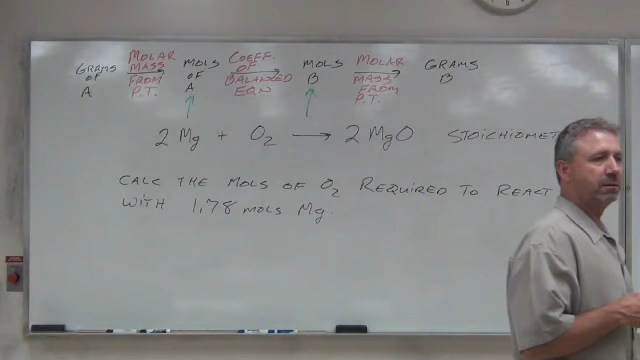 GRAMS OF A MOLAR MASS FROM P.T. MOLS OF A COEFF. OF BALANCED EQN MOLS B MOLAR MASS FROM P.T. GRAMS B
2 Mg + O2 → 2 MgO STOICHIOMET
CALC THE MOLS OF O2 REQUIRED TO REACT
WITH 1.78 MOLS Mg.